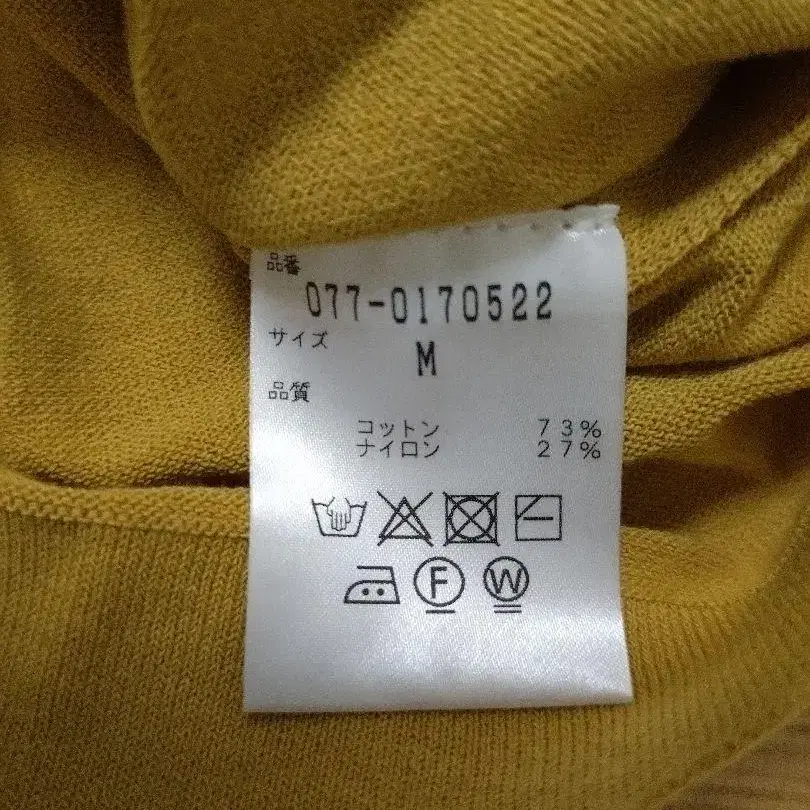 品番
077-0170522
サイズ
M
品質
コットン 73%
ナイロン 27%
F W